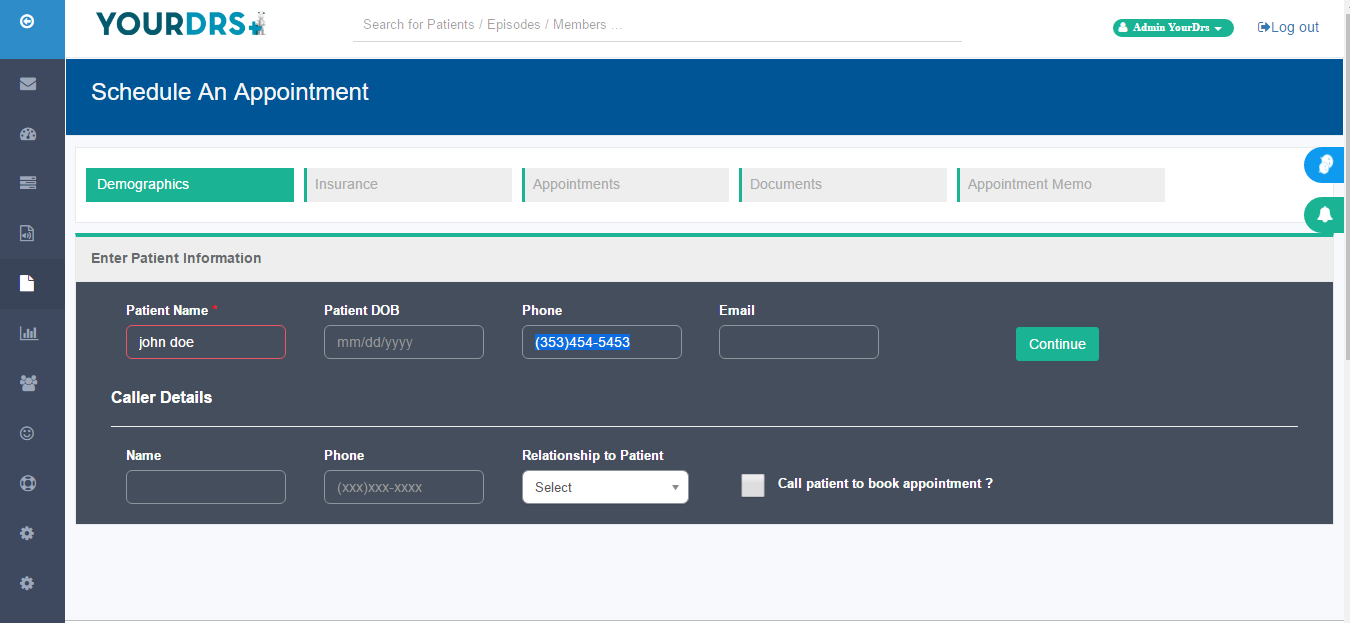 YOURDRS
Search for Patients / Episodes / Members ...
Admin YourDrs
Log out
Schedule An Appointment
Demographics
Insurance
Appointments
Documents
Appointment Memo
Enter Patient Information
Patient Name *
Patient DOB
Phone
Email
john doe
mm/dd/yyyy
(353)454-5453
Continue
Caller Details
Name
Phone
Relationship to Patient
(xxx)xxx-xxxx
Select
Call patient to book appointment ?